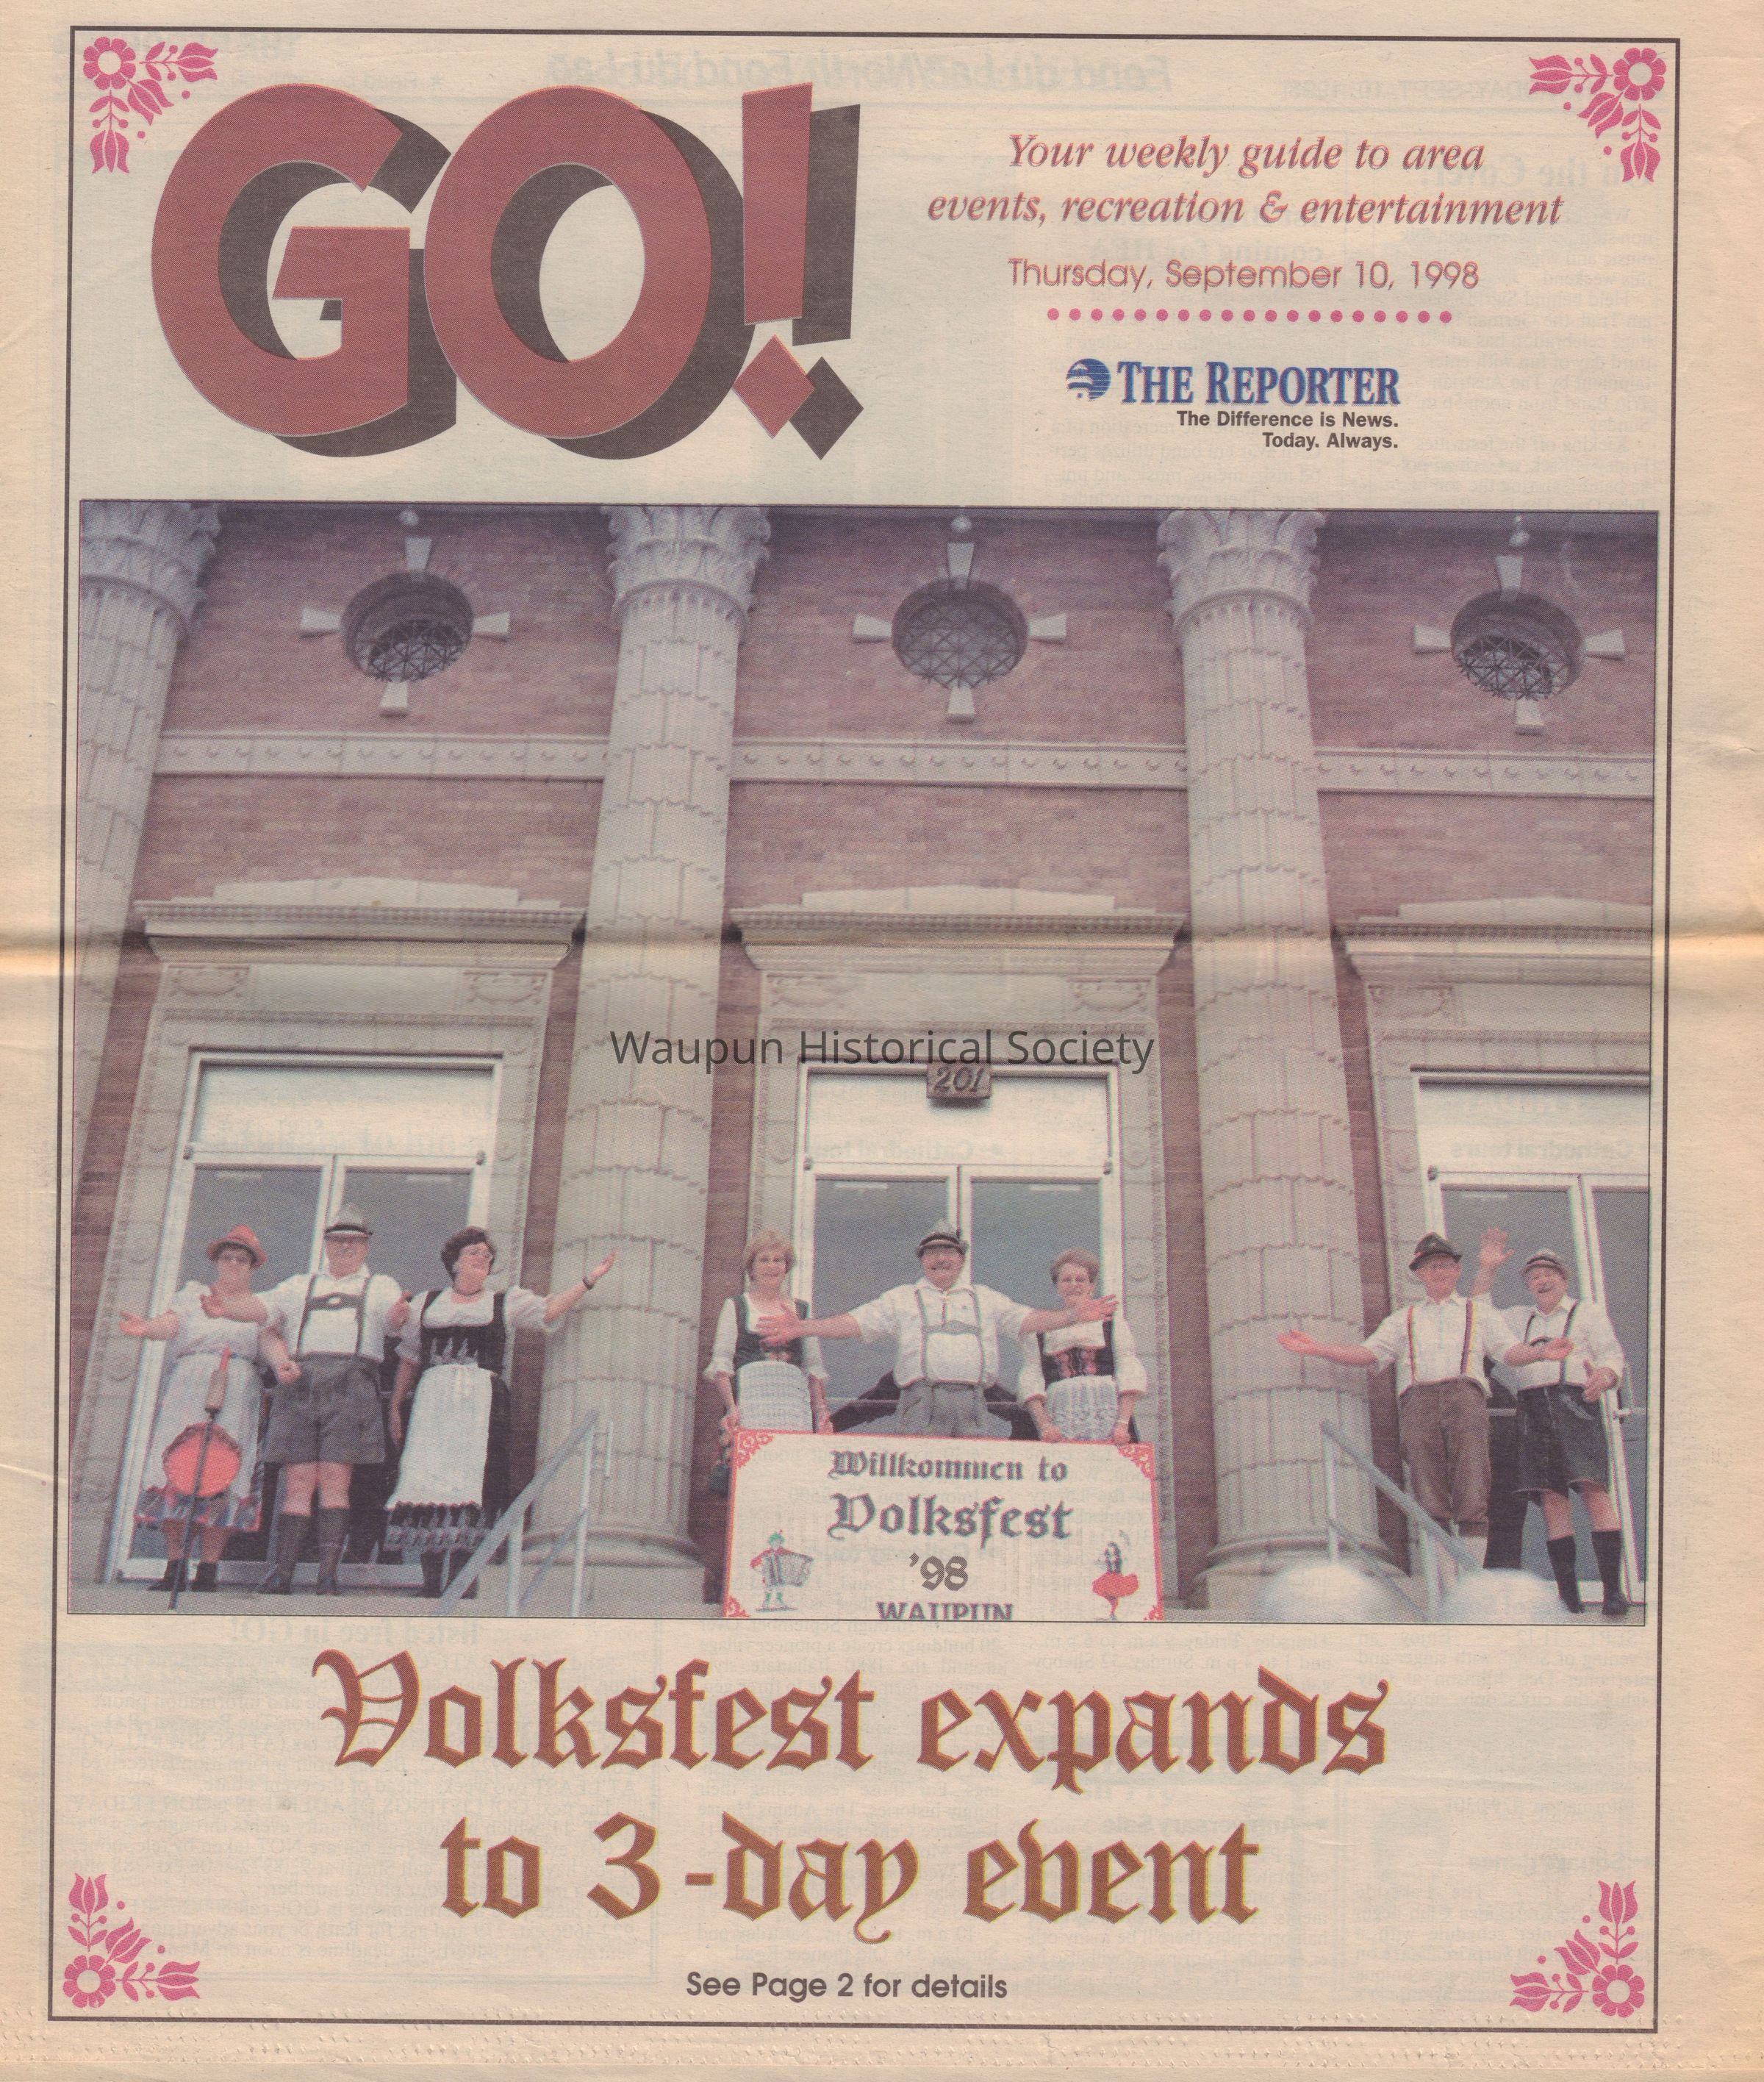 GO!
Your weekly guide to area
events, recreation & entertainment
Thursday, September 10, 1998
THE REPORTER
The Difference is News.
Today. Always.
Waupun Historical Society
201
Willkommen to
Volksfest
'98
WAUPUN
Volksfest expands
to 3-day event
See Page 2 for details